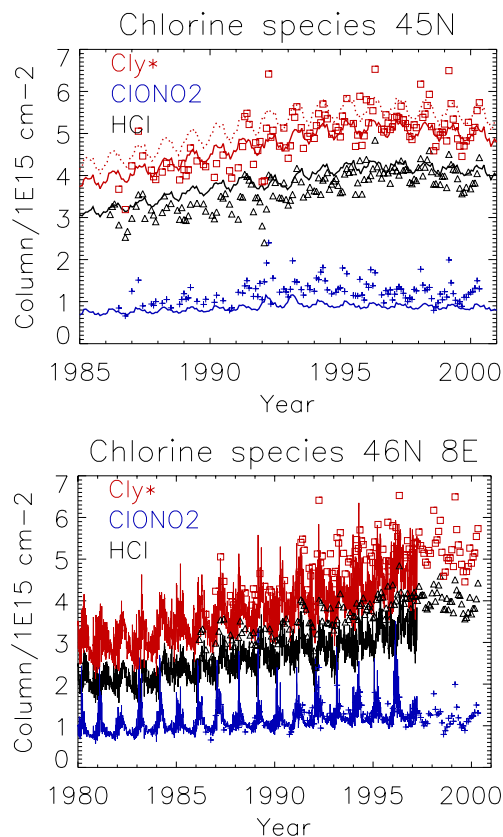 Chlorine species 45N
7
Cly*
6
ClONO2
5
HCl
4
3
2
1
0
Column/1E15 cm-2
1985 1990 1995 2000
Year
Chlorine species 46N 8E
7
Cly*
6
ClONO2
5
HCl
4
3
2
1
0
Column/1E15 cm-2
1980 1985 1990 1995 2000
Year